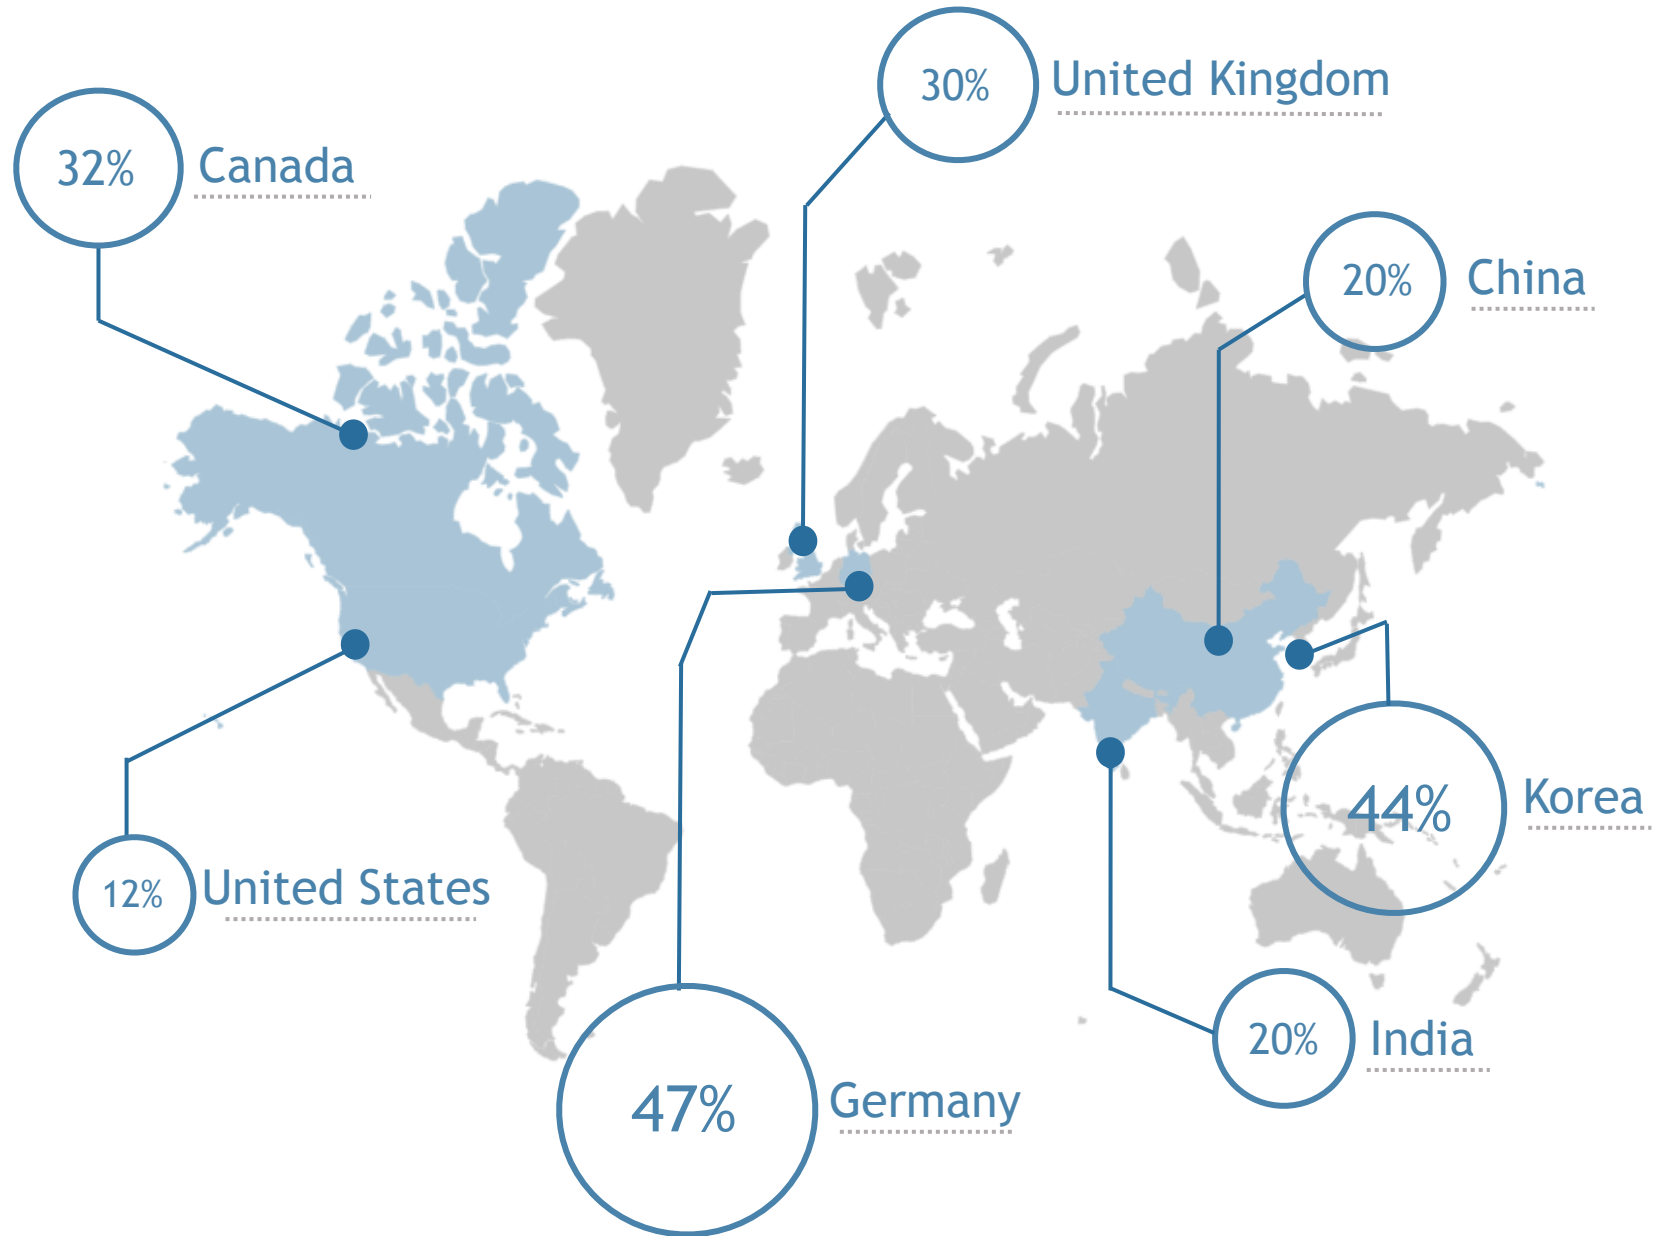 30%
United Kingdom
32%
Canada
20%
China
44%
Korea
12%
United States
20%
India
47%
Germany